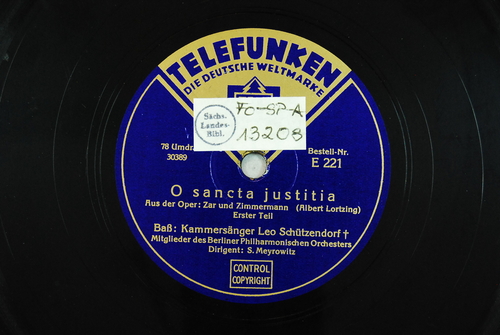 TELEFUNKEN
DIE DEUTSCHE WELTMARKE
Sächs.
Landes-
Bibl.
FO-SP-A
13208
78 Umdr.
30389
Bestell-Nr.
E 221
O sancta justitia
Aus der Oper: Zar und Zimmermann (Albert Lortzing)
Erster Teil
Baß: Kammersänger Leo Schützendorf †
Mitglieder des Berliner Philharmonischen Orchesters
Dirigent: S. Meyrowitz
CONTROL
COPYRIGHT